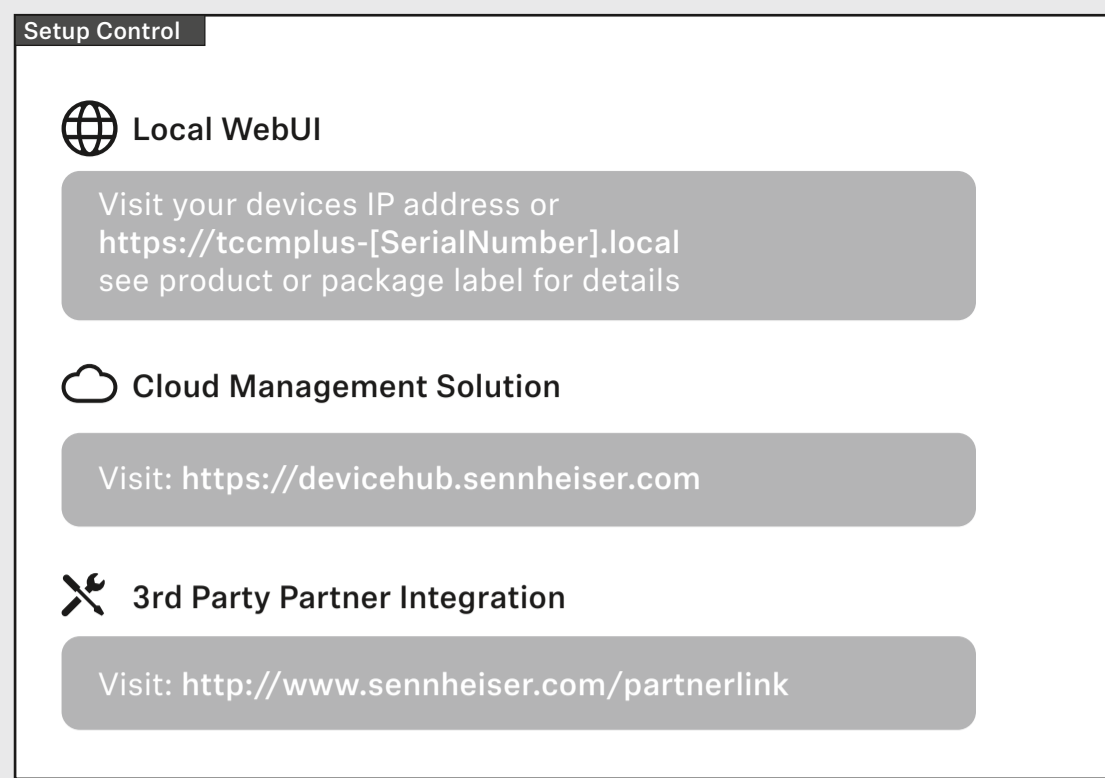 Setup Control
Local WebUI
Visit your devices IP address or
https://tccmplus-[SerialNumber].local
see product or package label for details
Cloud Management Solution
Visit: https://devicehub.sennheiser.com
3rd Party Partner Integration
Visit: http://www.sennheiser.com/partnerlink